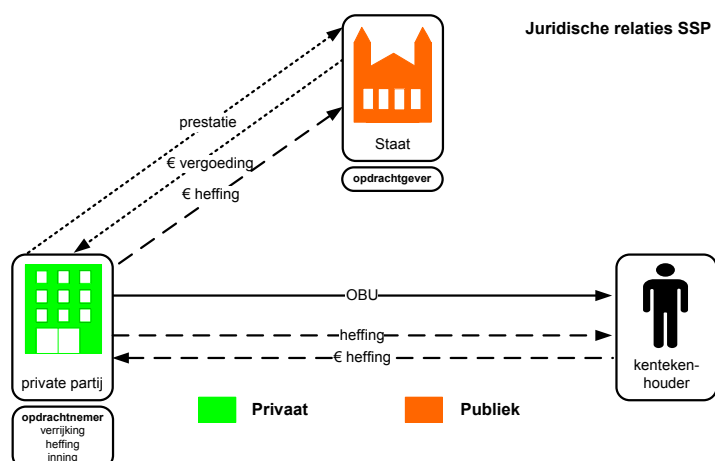 Juridische relaties SSP
prestatie
€ vergoeding
€ heffing
Staat
opdrachtgever
OBU
heffing
€ heffing
private partij
kenteken-
houder
opdrachtnemer
verrijking
heffing
inning
Privaat
Publiek